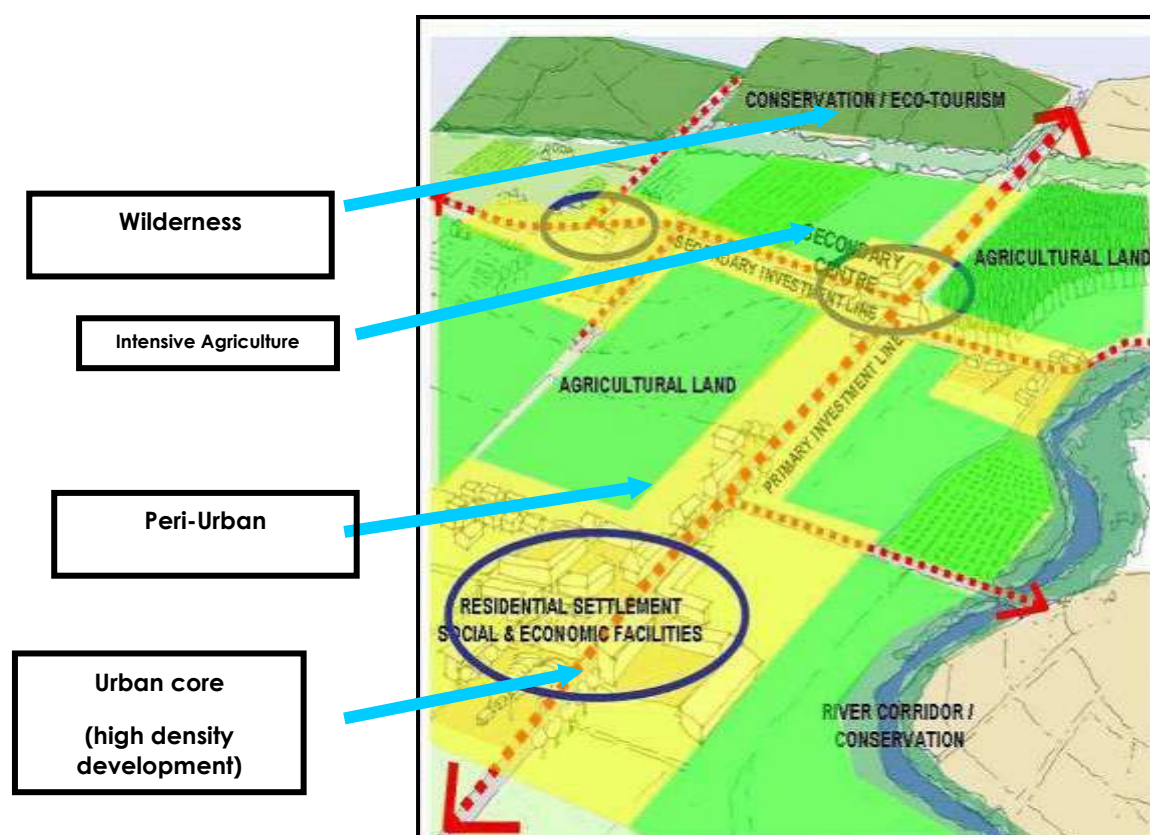 CONSERVATION / ECO-TOURISM
Wilderness
SECONDARY
CENTRE
SECONDARY INVESTMENT LINE
AGRICULTURAL LAND
Intensive Agriculture
AGRICULTURAL LAND
PRIMARY INVESTMENT LINE
Peri-Urban
RESIDENTIAL SETTLEMENT
SOCIAL & ECONOMIC FACILITIES
Urban core
(high density
development)
RIVER CORRIDOR /
CONSERVATION